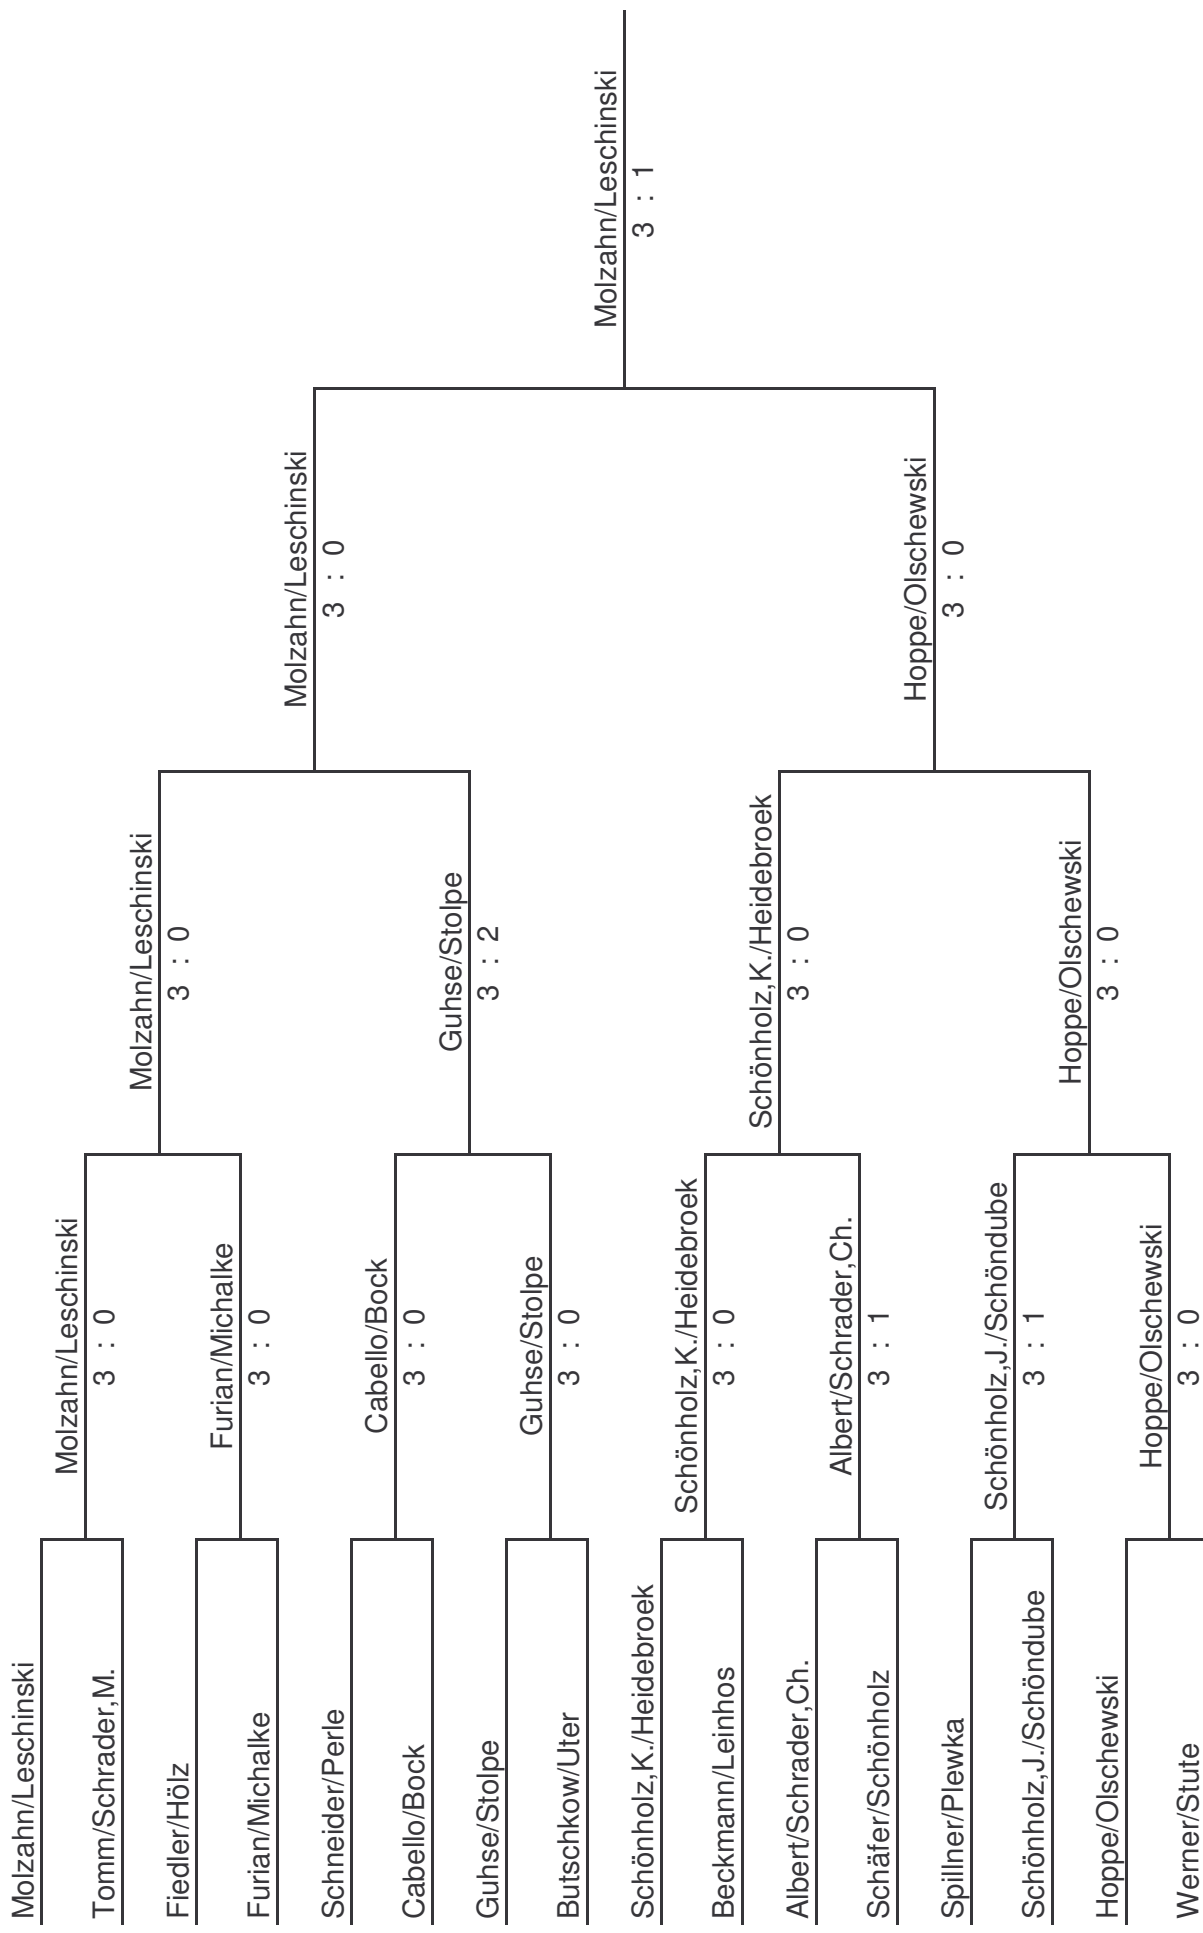 Molzahn/Leschinski
Tomm/Schrader,M.
Fiedler/Hölz
Furian/Michalke
Schneider/Perle
Cabello/Bock
Guhse/Stolpe
Butschkow/Uter
Schönholz,K./Heidebroek
Beckmann/Leinhos
Albert/Schrader,Ch.
Schäfer/Schönholz
Spillner/Plewka
Schönholz,J./Schöndube
Hoppe/Olschewski
Werner/Stute
Molzahn/Leschinski
3 : 0
Furian/Michalke
3 : 0
Cabello/Bock
3 : 0
Guhse/Stolpe
3 : 0
Schönholz,K./Heidebroek
3 : 0
Albert/Schrader,Ch.
3 : 1
Schönholz,J./Schöndube
3 : 1
Hoppe/Olschewski
3 : 0
Molzahn/Leschinski
3 : 0
Guhse/Stolpe
3 : 2
Schönholz,K./Heidebroek
3 : 0
Hoppe/Olschewski
3 : 0
Molzahn/Leschinski
3 : 0
Hoppe/Olschewski
3 : 0
Molzahn/Leschinski
3 : 1